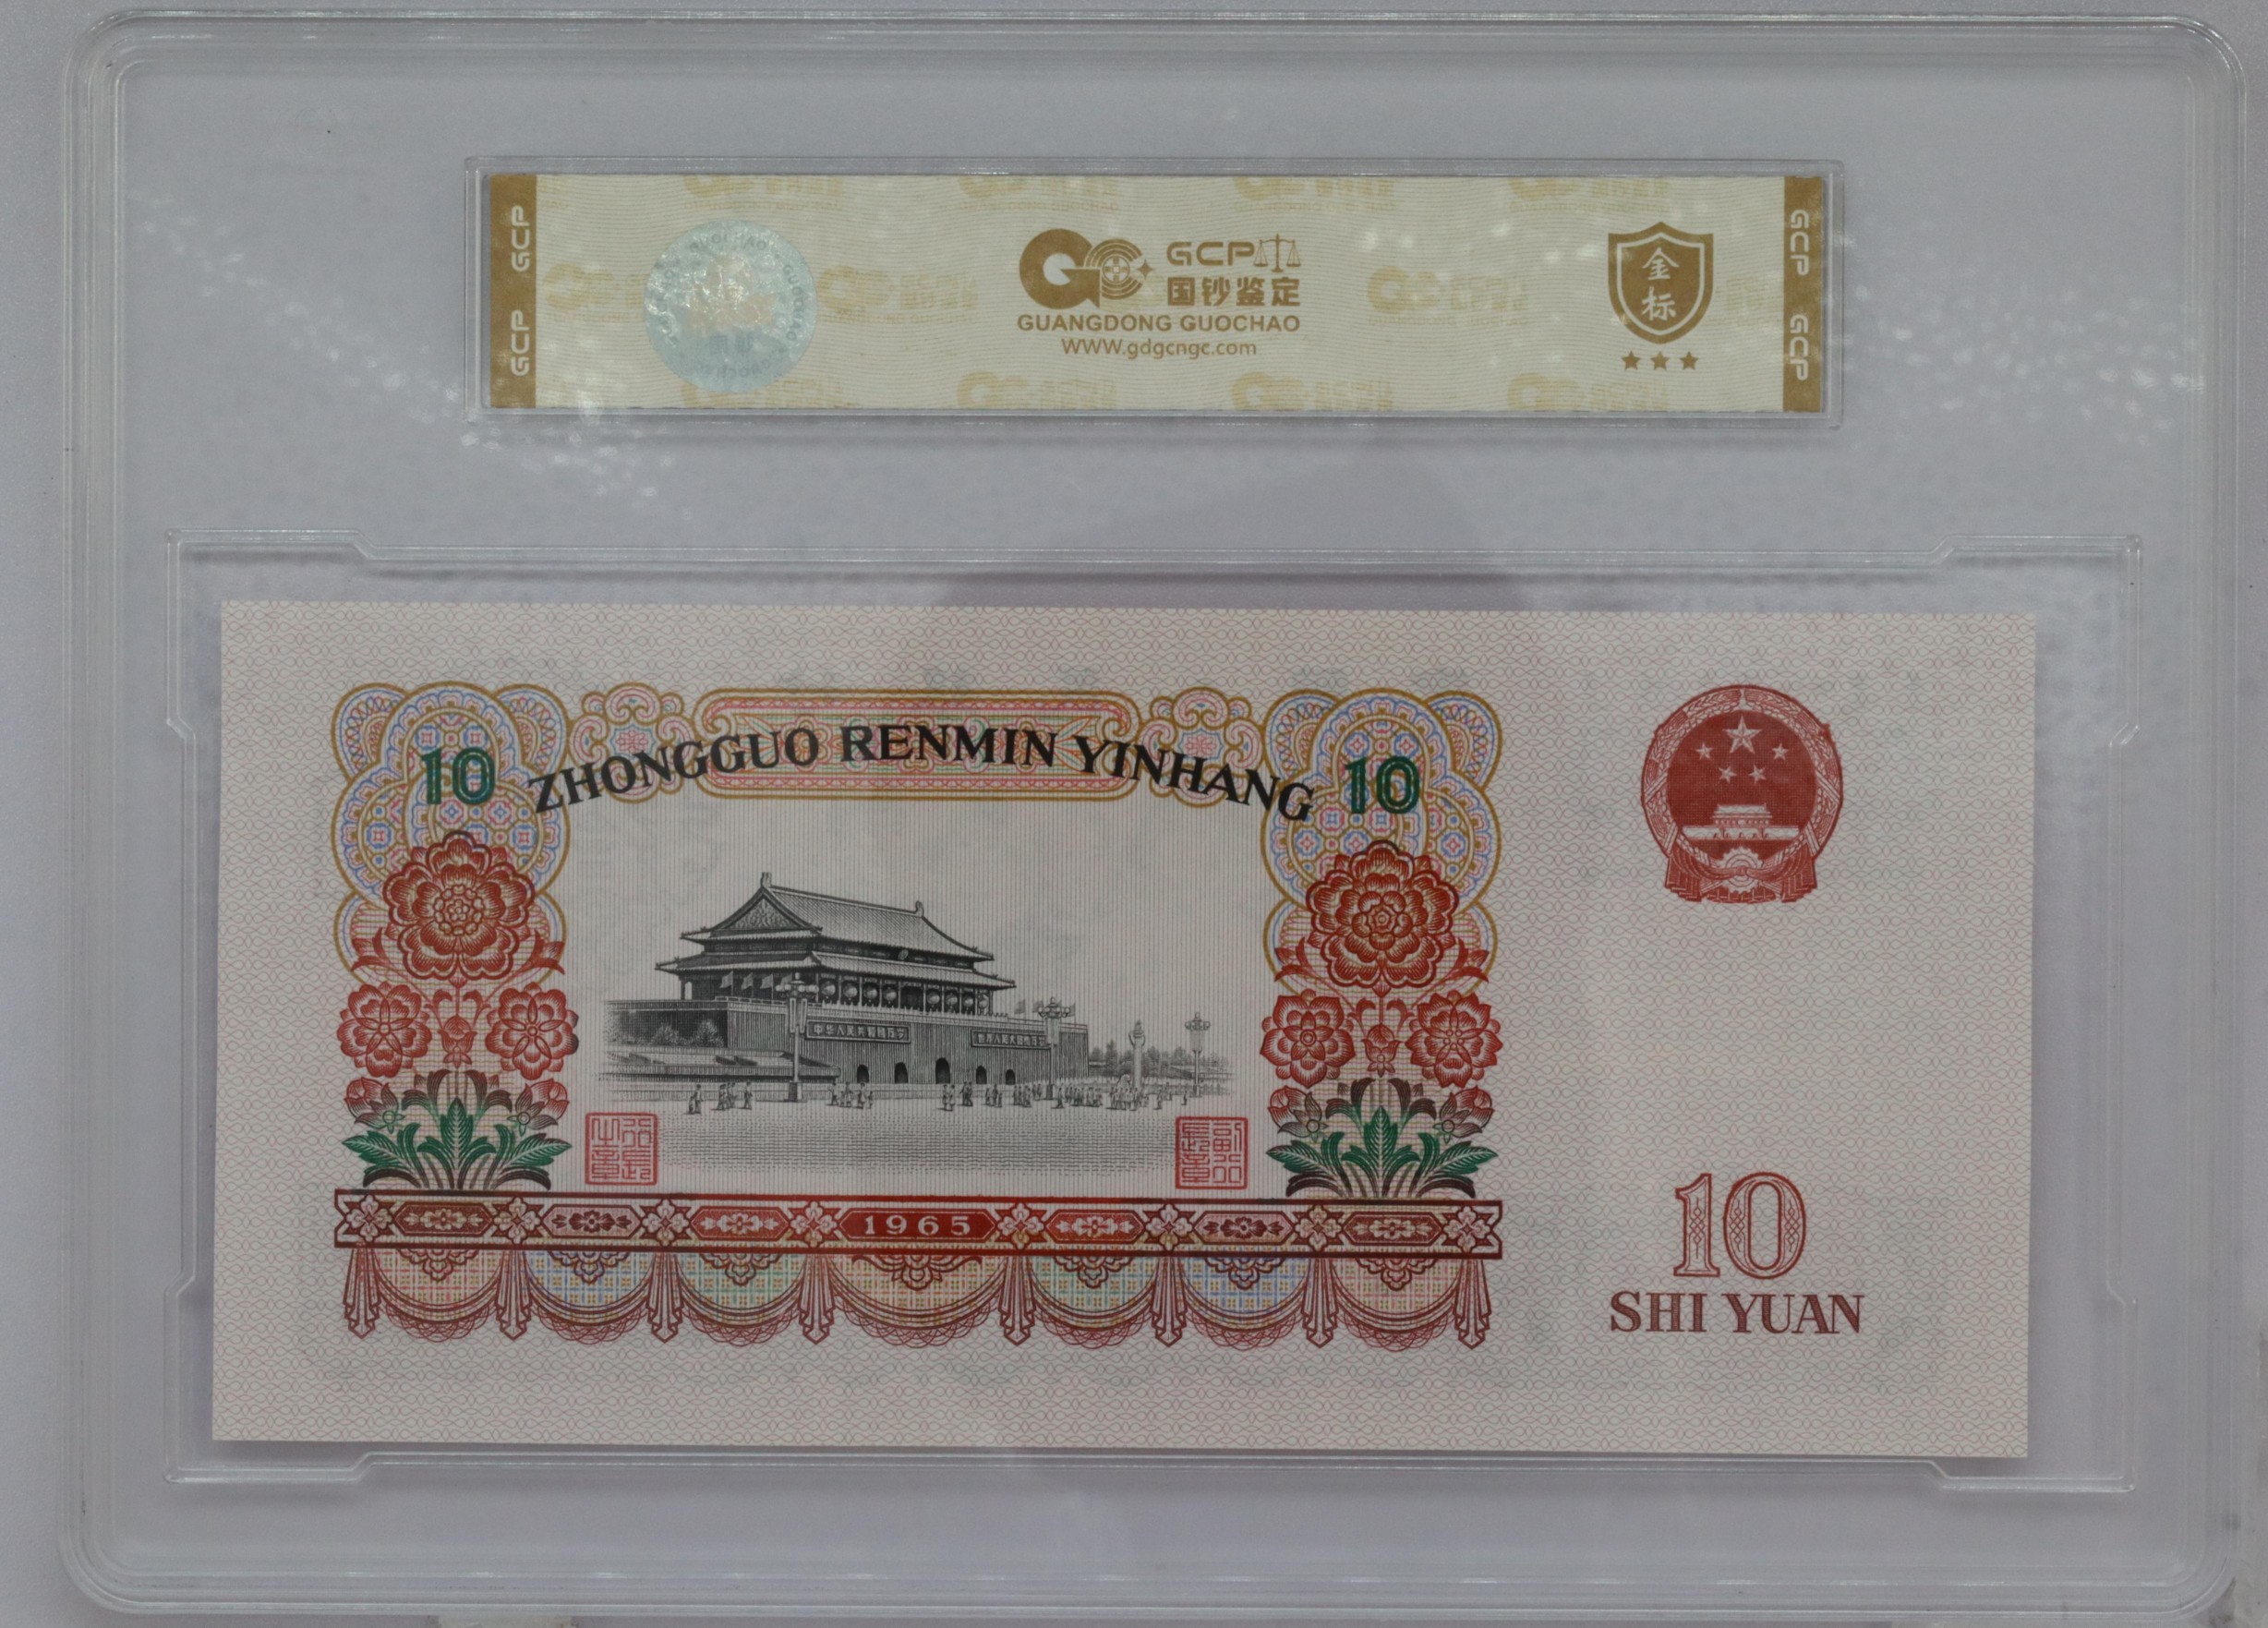 GCP GCP
GCP
国钞鉴定
GUANGDONG GUOCHAO
WWW.gdgcngc.com
金
标
GCP GCP
10 ZHONGGUO RENMIN YINHANG 10
1965
10
SHI YUAN